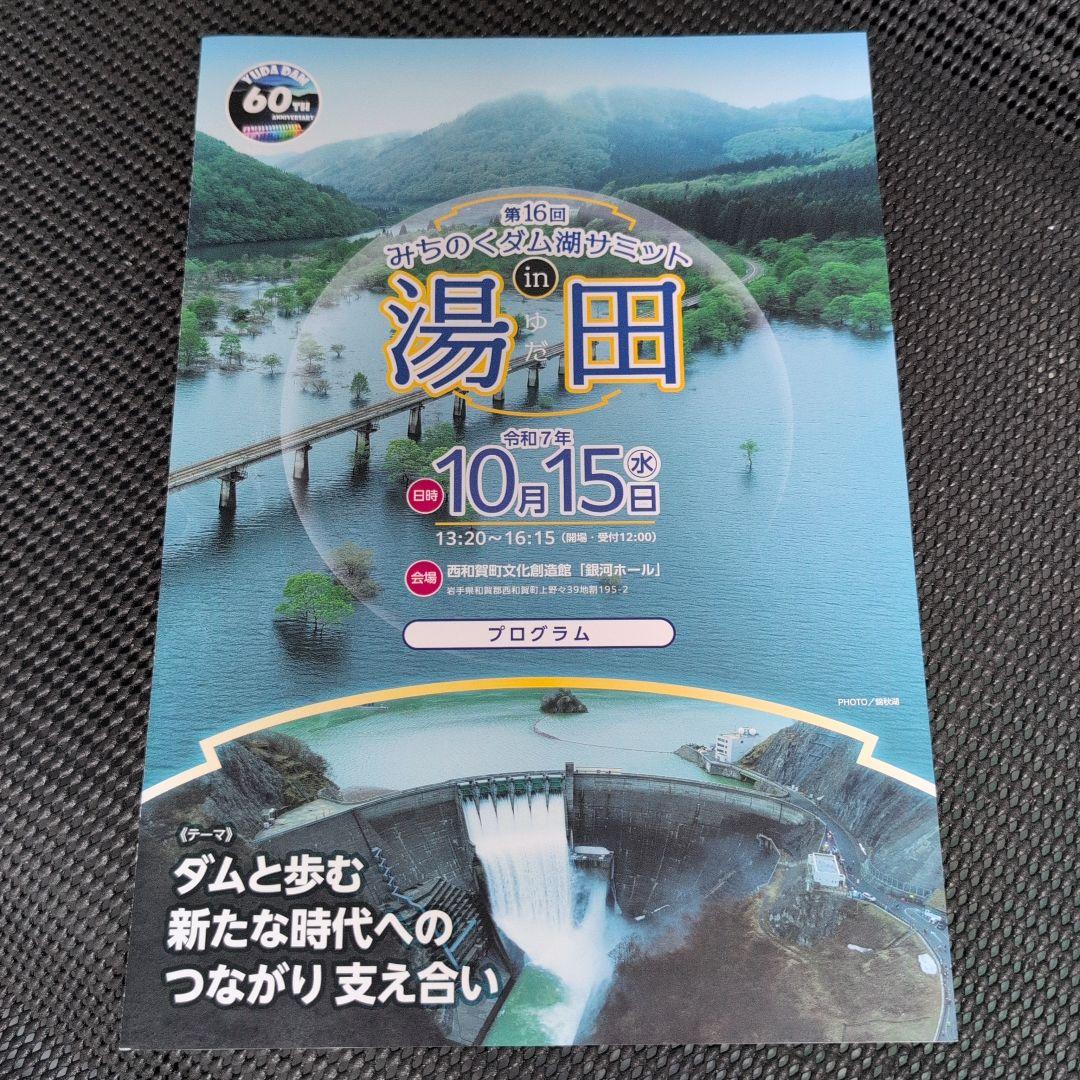 YUDA DAM
60TH
ANNIVERSARY
第16回
みちのくダム湖サミット
in
湯田
ゆだ
令和7年
日時 10月15日 水
13:20～16:15（開場・受付12:00）
会場 西和賀町文化創造館「銀河ホール」
岩手県和賀郡西和賀町上野々39地割195-2
プログラム
PHOTO／錦秋湖
《テーマ》
ダムと歩む
新たな時代への
つながり 支え合い